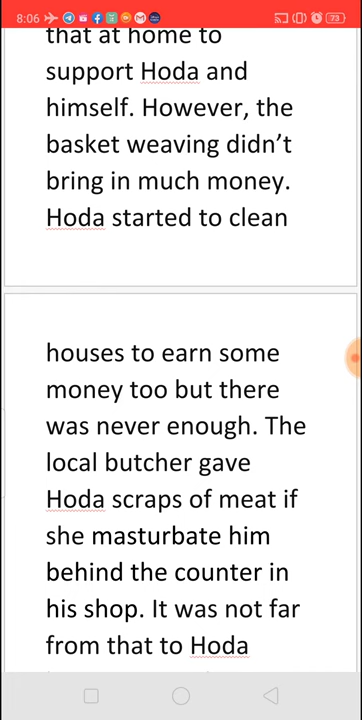 8:06
73
that at home to
support Hoda and
himself. However, the
basket weaving didn’t
bring in much money.
Hoda started to clean
houses to earn some
money too but there
was never enough. The
local butcher gave
Hoda scraps of meat if
she masturbate him
behind the counter in
his shop. It was not far
from that to Hoda